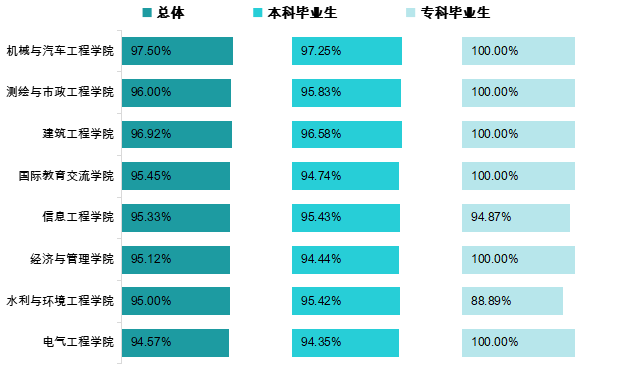 总体 本科毕业生 专科毕业生
机械与汽车工程学院 97.50% 97.25% 100.00%
测绘与市政工程学院 96.00% 95.83% 100.00%
建筑工程学院 96.92% 96.58% 100.00%
国际教育交流学院 95.45% 94.74% 100.00%
信息工程学院 95.33% 95.43% 94.87%
经济与管理学院 95.12% 94.44% 100.00%
水利与环境工程学院 95.00% 95.42% 88.89%
电气工程学院 94.57% 94.35% 100.00%